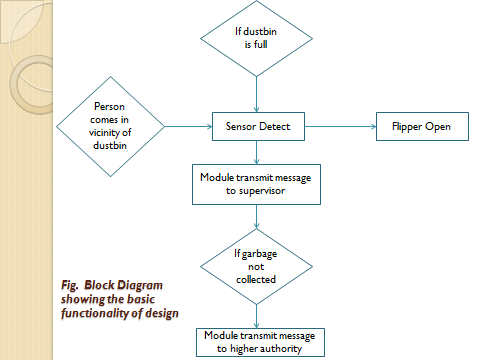 If dustbin
is full
Person
comes in
vicinity of
dustbin
Sensor Detect
Flipper Open
Module transmit message
to supervisor
If garbage
not
collected
Fig. Block Diagram
showing the basic
functionality of design
Module transmit message
to higher authority